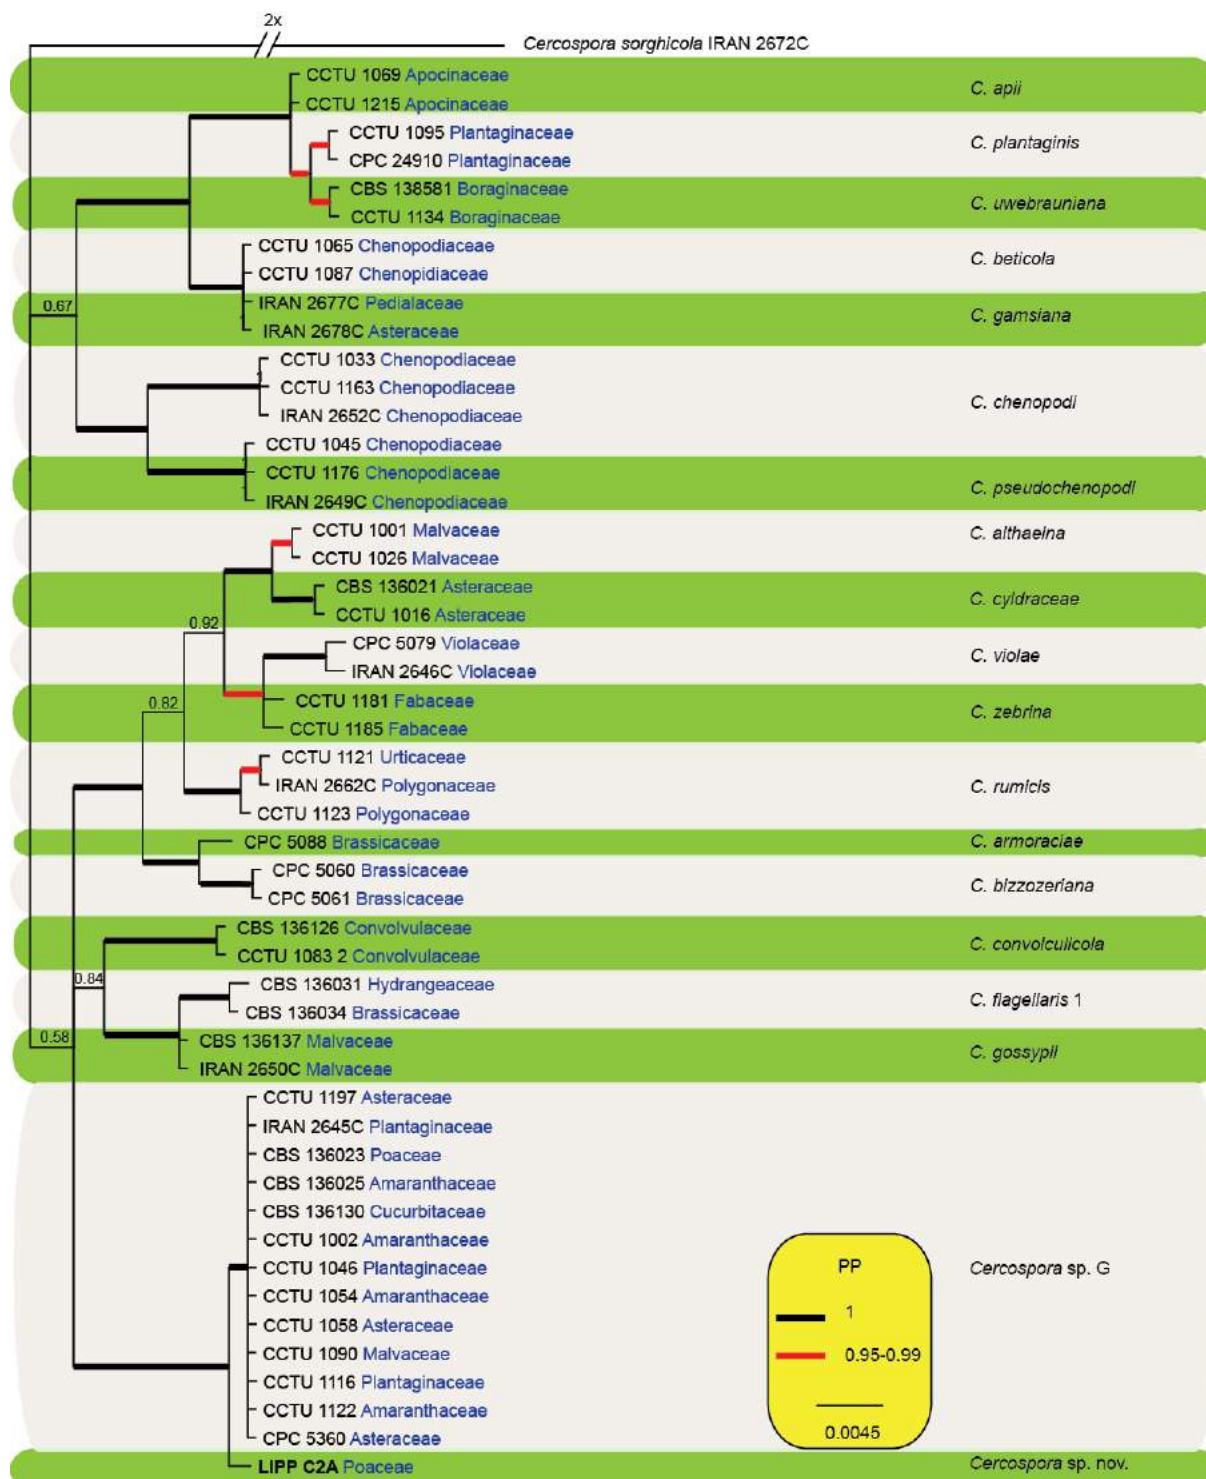 2x
Cercospora sorghicola IRAN 2672C
CCTU 1069 Apocinaceae
C. apii
CCTU 1215 Apocinaceae
CCTU 1095 Plantaginaceae
C. plantaginis
CPC 24910 Plantaginaceae
CBS 138581 Boraginaceae
C. uwebrauniana
CCTU 1134 Boraginaceae
CCTU 1065 Chenopodiaceae
C. beticola
CCTU 1087 Chenopidiaceae
IRAN 2677C Pedialaceae
0.67
C. gamsiana
IRAN 2678C Asteraceae
CCTU 1033 Chenopodiaceae
CCTU 1163 Chenopodiaceae
C. chenopodi
IRAN 2652C Chenopodiaceae
CCTU 1045 Chenopodiaceae
CCTU 1176 Chenopodiaceae
C. pseudochenopodi
IRAN 2649C Chenopodiaceae
CCTU 1001 Malvaceae
C. althaeina
CCTU 1026 Malvaceae
CBS 136021 Asteraceae
C. cyldraceae
CCTU 1016 Asteraceae
0.92
CPC 5079 Violaceae
C. violae
IRAN 2646C Violaceae
CCTU 1181 Fabaceae
0.82
C. zebrina
CCTU 1185 Fabaceae
CCTU 1121 Urticaceae
IRAN 2662C Polygonaceae
C. rumicis
CCTU 1123 Polygonaceae
CPC 5088 Brassicaceae
C. armoraciae
CPC 5060 Brassicaceae
C. bizzozeriana
CPC 5061 Brassicaceae
CBS 136126 Convolvulaceae
C. convolculicola
CCTU 1083 2 Convolvulaceae
0.84
CBS 136031 Hydrangeaceae
C. flagellaris 1
CBS 136034 Brassicaceae
0.58
CBS 136137 Malvaceae
C. gossypii
IRAN 2650C Malvaceae
CCTU 1197 Asteraceae
IRAN 2645C Plantaginaceae
CBS 136023 Poaceae
CBS 136025 Amaranthaceae
CBS 136130 Cucurbitaceae
CCTU 1002 Amaranthaceae
CCTU 1046 Plantaginaceae
Cercospora sp. G
CCTU 1054 Amaranthaceae
CCTU 1058 Asteraceae
CCTU 1090 Malvaceae
CCTU 1116 Plantaginaceae
CCTU 1122 Amaranthaceae
CPC 5360 Asteraceae
LIPP C2A Poaceae
Cercospora sp. nov.
PP
1
0.95-0.99
0.0045